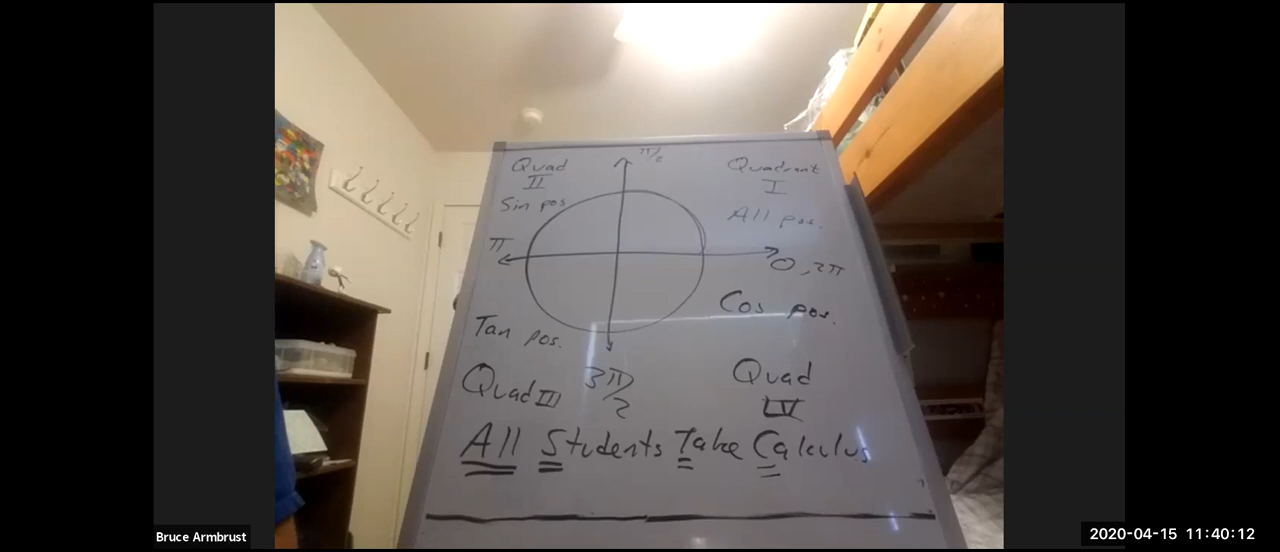 π/2
Quad
II
Quadrant
I
Sin pos
All pos.
π
0, 2π
Cos pos.
Tan pos.
Quad III
3π/2
Quad
IV
All Students Take Calculus
Bruce Armbrust
2020-04-15 11:40:12